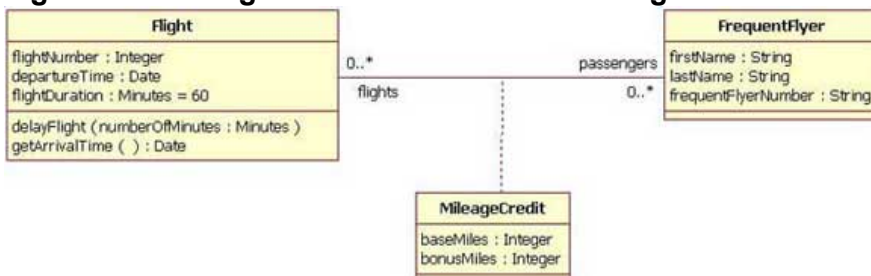 Flight
flightNumber : Integer
departureTime : Date
flightDuration : Minutes = 60
delayFlight ( numberOfMinutes : Minutes )
getArrivalTime ( ) : Date
0..*
flights
passengers
0..*
FrequentFlyer
firstName : String
lastName : String
frequentFlyerNumber : String
MileageCredit
baseMiles : Integer
bonusMiles : Integer